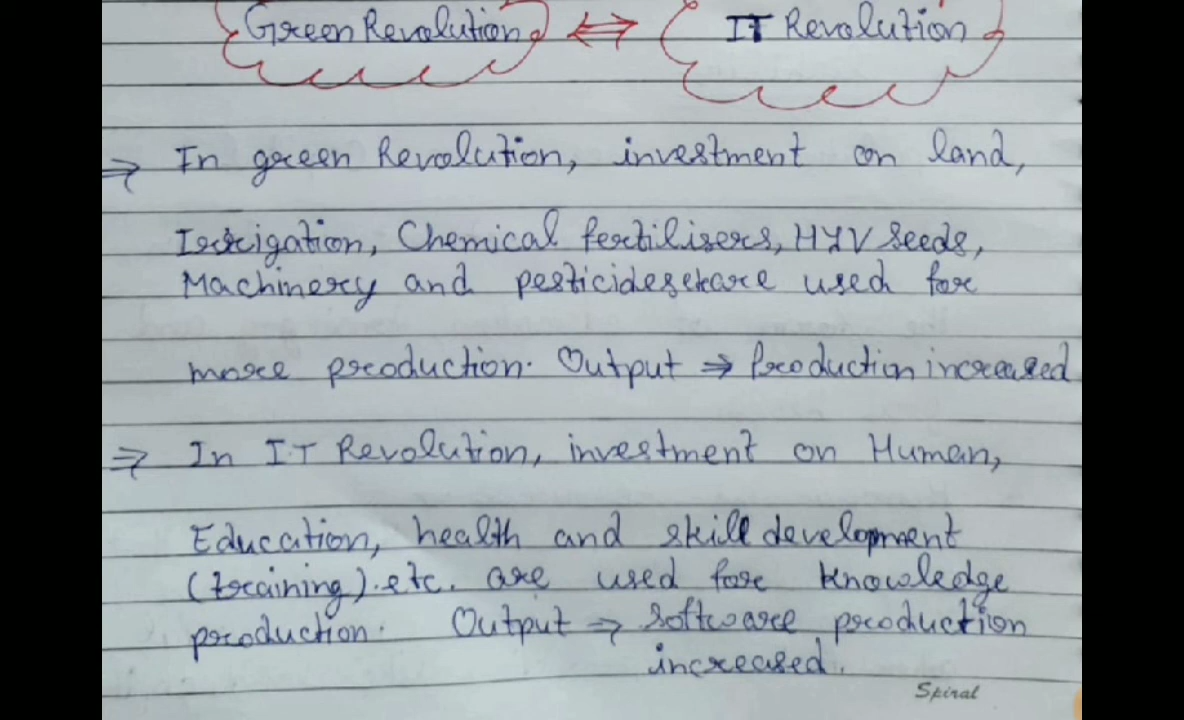 Green Revolution ⇔ IT Revolution
⇒ In green Revolution, investment on land,
Irrigation, Chemical fertilisers, HYV Seeds,
Machinery and pesticides etc are used for
more production. Output ⇒ Production increased
⇒ In I.T Revolution, investment on Human,
Education, health and skill development
(training). etc. are used for knowledge
production. Output ⇒ Software production
increased.
Spiral